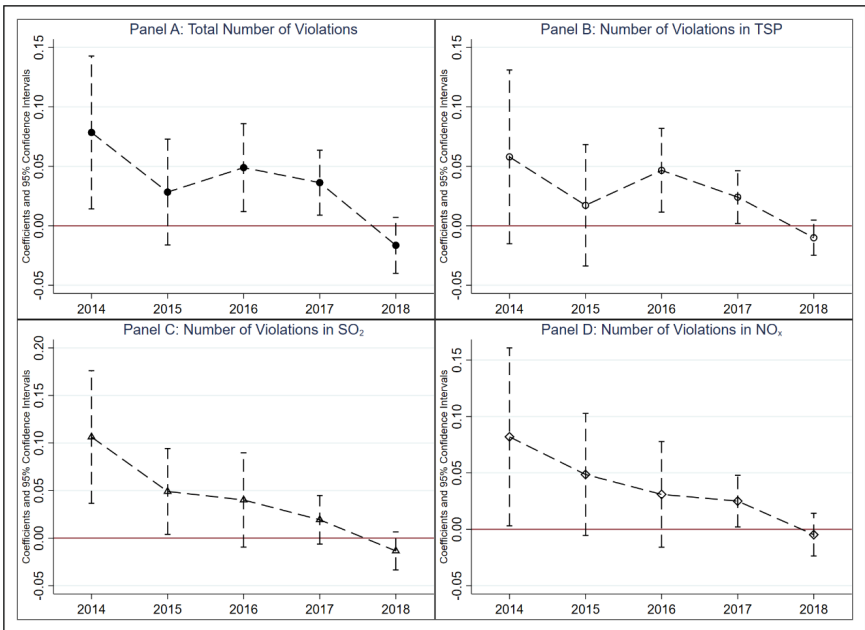 Panel A: Total Number of Violations
Coefficients and 95% Confidence Intervals
0.15
0.10
0.05
0.00
-0.05
2014 2015 2016 2017 2018
Panel B: Number of Violations in TSP
Coefficients and 95% Confidence Intervals
0.15
0.10
0.05
0.00
-0.05
2014 2015 2016 2017 2018
Panel C: Number of Violations in SO₂
Coefficients and 95% Confidence Intervals
0.20
0.15
0.10
0.05
0.00
-0.05
2014 2015 2016 2017 2018
Panel D: Number of Violations in NOₓ
Coefficients and 95% Confidence Intervals
0.15
0.10
0.05
0.00
-0.05
2014 2015 2016 2017 2018